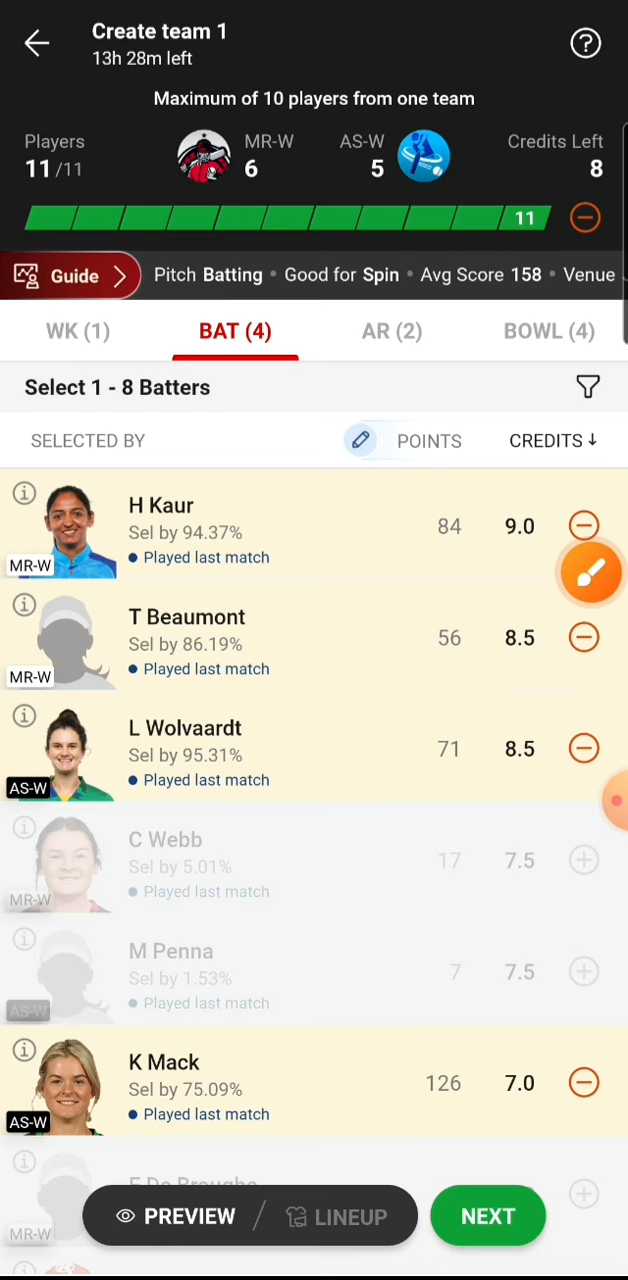 Create team 1
13h 28m left
Maximum of 10 players from one team
Players MR-W AS-W Credits Left
11/11 6 5 8
11
Guide Pitch Batting • Good for Spin • Avg Score 158 • Venue
WK (1) BAT (4) AR (2) BOWL (4)
Select 1 - 8 Batters
SELECTED BY POINTS CREDITS ↓
H Kaur
Sel by 94.37% 84 9.0
• Played last match
MR-W
T Beaumont
Sel by 86.19% 56 8.5
• Played last match
MR-W
L Wolvaardt
Sel by 95.31% 71 8.5
• Played last match
AS-W
C Webb
Sel by 5.01% 17 7.5
• Played last match
MR-W
M Penna
Sel by 1.53% 7 7.5
• Played last match
AS-W
K Mack
Sel by 75.09% 126 7.0
• Played last match
AS-W
PREVIEW / LINEUP NEXT
MR-W